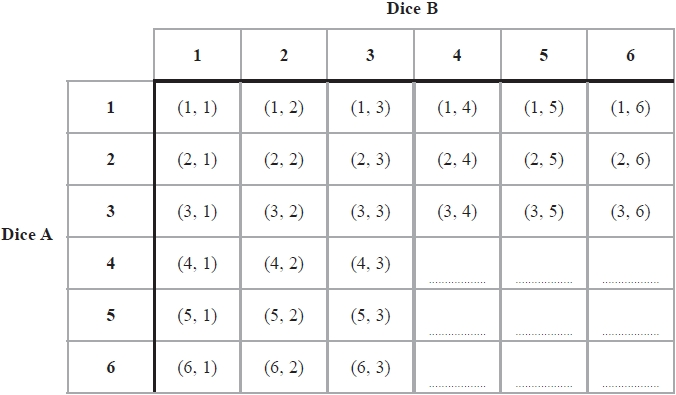 Dice B
1 2 3 4 5 6
1 (1, 1) (1, 2) (1, 3) (1, 4) (1, 5) (1, 6)
2 (2, 1) (2, 2) (2, 3) (2, 4) (2, 5) (2, 6)
3 (3, 1) (3, 2) (3, 3) (3, 4) (3, 5) (3, 6)
Dice A
4 (4, 1) (4, 2) (4, 3) .................. .................. ..................
5 (5, 1) (5, 2) (5, 3) .................. .................. ..................
6 (6, 1) (6, 2) (6, 3) .................. .................. ..................